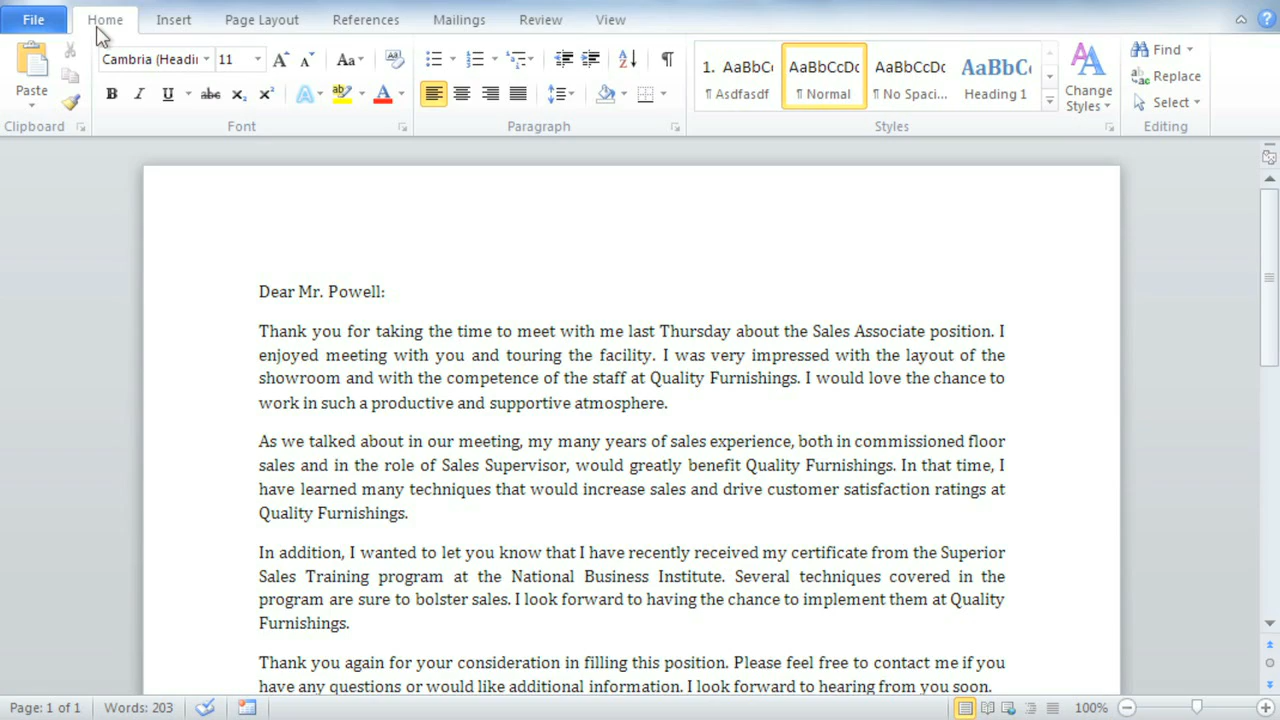 File Home Insert Page Layout References Mailings Review View
Cambria (Headi 11 Aa
1. AaBbC AaBbCcDc AaBbCcDc AaBbC
Paste
B I U abc X₂ X² A ab A
¶ Asdfasdf ¶ Normal ¶ No Spaci... Heading 1
Change Styles
Find
Replace
Select
Clipboard Font Paragraph Styles Editing
Dear Mr. Powell:
Thank you for taking the time to meet with me last Thursday about the Sales Associate position. I
enjoyed meeting with you and touring the facility. I was very impressed with the layout of the
showroom and with the competence of the staff at Quality Furnishings. I would love the chance to
work in such a productive and supportive atmosphere.
As we talked about in our meeting, my many years of sales experience, both in commissioned floor
sales and in the role of Sales Supervisor, would greatly benefit Quality Furnishings. In that time, I
have learned many techniques that would increase sales and drive customer satisfaction ratings at
Quality Furnishings.
In addition, I wanted to let you know that I have recently received my certificate from the Superior
Sales Training program at the National Business Institute. Several techniques covered in the
program are sure to bolster sales. I look forward to having the chance to implement them at Quality
Furnishings.
Thank you again for your consideration in filling this position. Please feel free to contact me if you
have any questions or would like additional information. I look forward to hearing from you soon.
Page: 1 of 1 Words: 203 100%